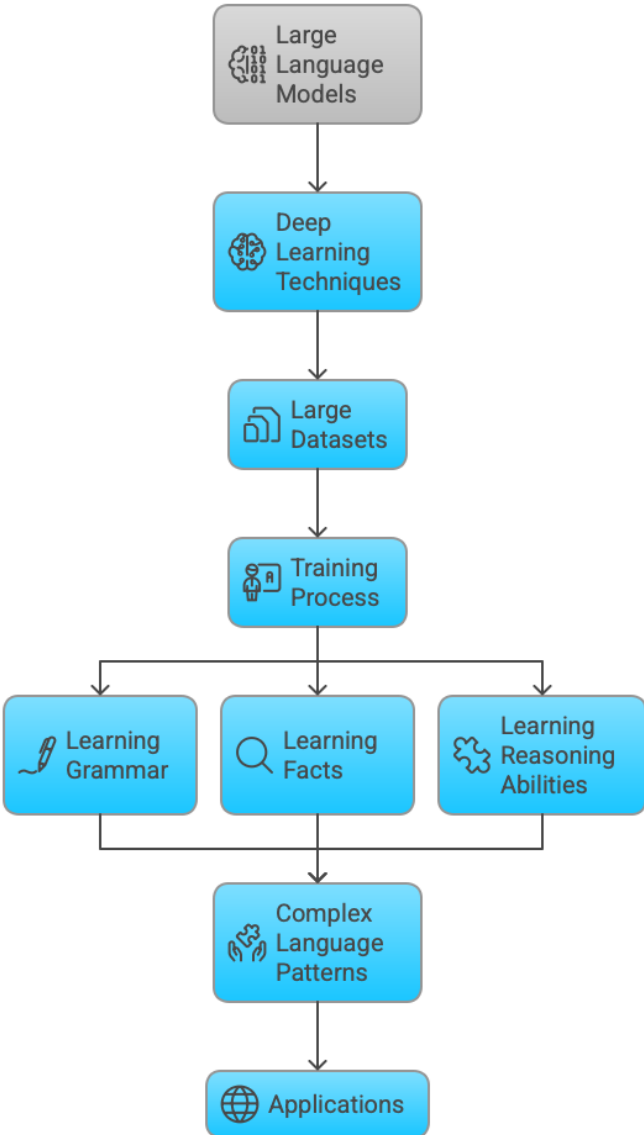 Large
Language
Models
Deep
Learning
Techniques
Large
Datasets
Training
Process
Learning
Grammar
Learning
Facts
Learning
Reasoning
Abilities
Complex
Language
Patterns
Applications